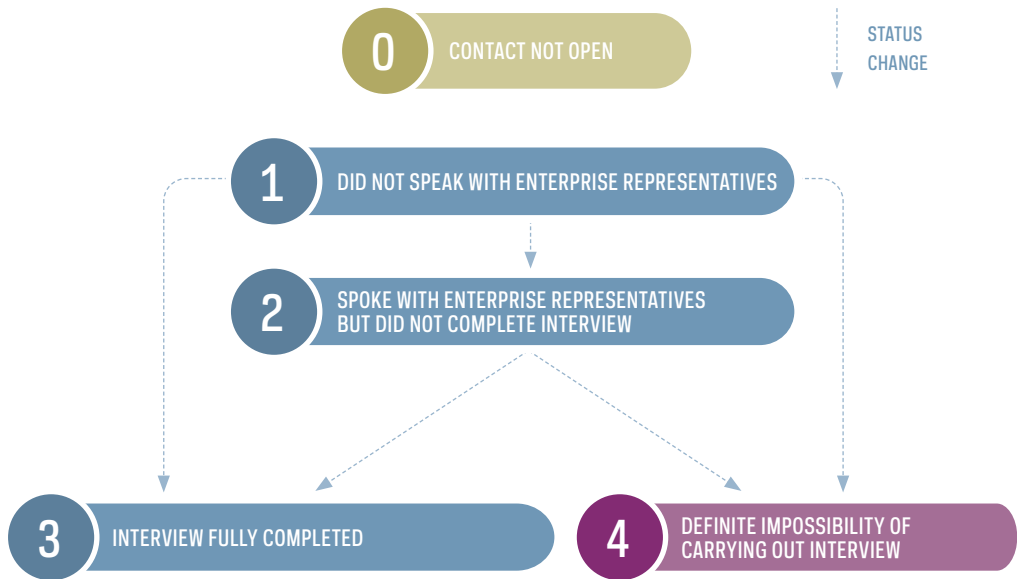 0
CONTACT NOT OPEN
STATUS
CHANGE
1
DID NOT SPEAK WITH ENTERPRISE REPRESENTATIVES
2
SPOKE WITH ENTERPRISE REPRESENTATIVES
BUT DID NOT COMPLETE INTERVIEW
3
INTERVIEW FULLY COMPLETED
4
DEFINITE IMPOSSIBILITY OF
CARRYING OUT INTERVIEW